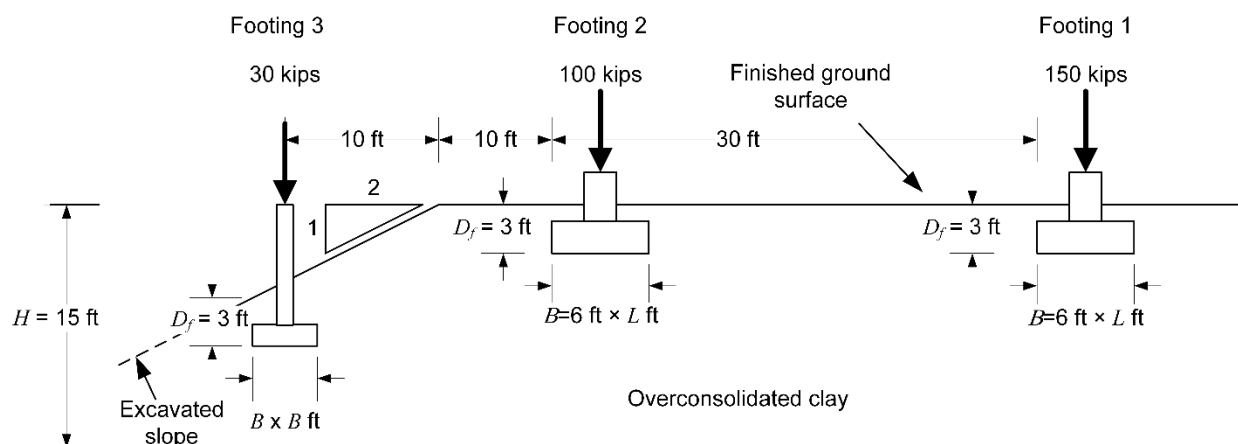 Footing 3
Footing 2
Footing 1
30 kips
100 kips
150 kips
Finished ground
surface
10 ft
10 ft
30 ft
2
1
D_f = 3 ft
D_f = 3 ft
H = 15 ft
D_f = 3 ft
B=6 ft × L ft
B=6 ft × L ft
Excavated
slope
B x B ft
Overconsolidated clay